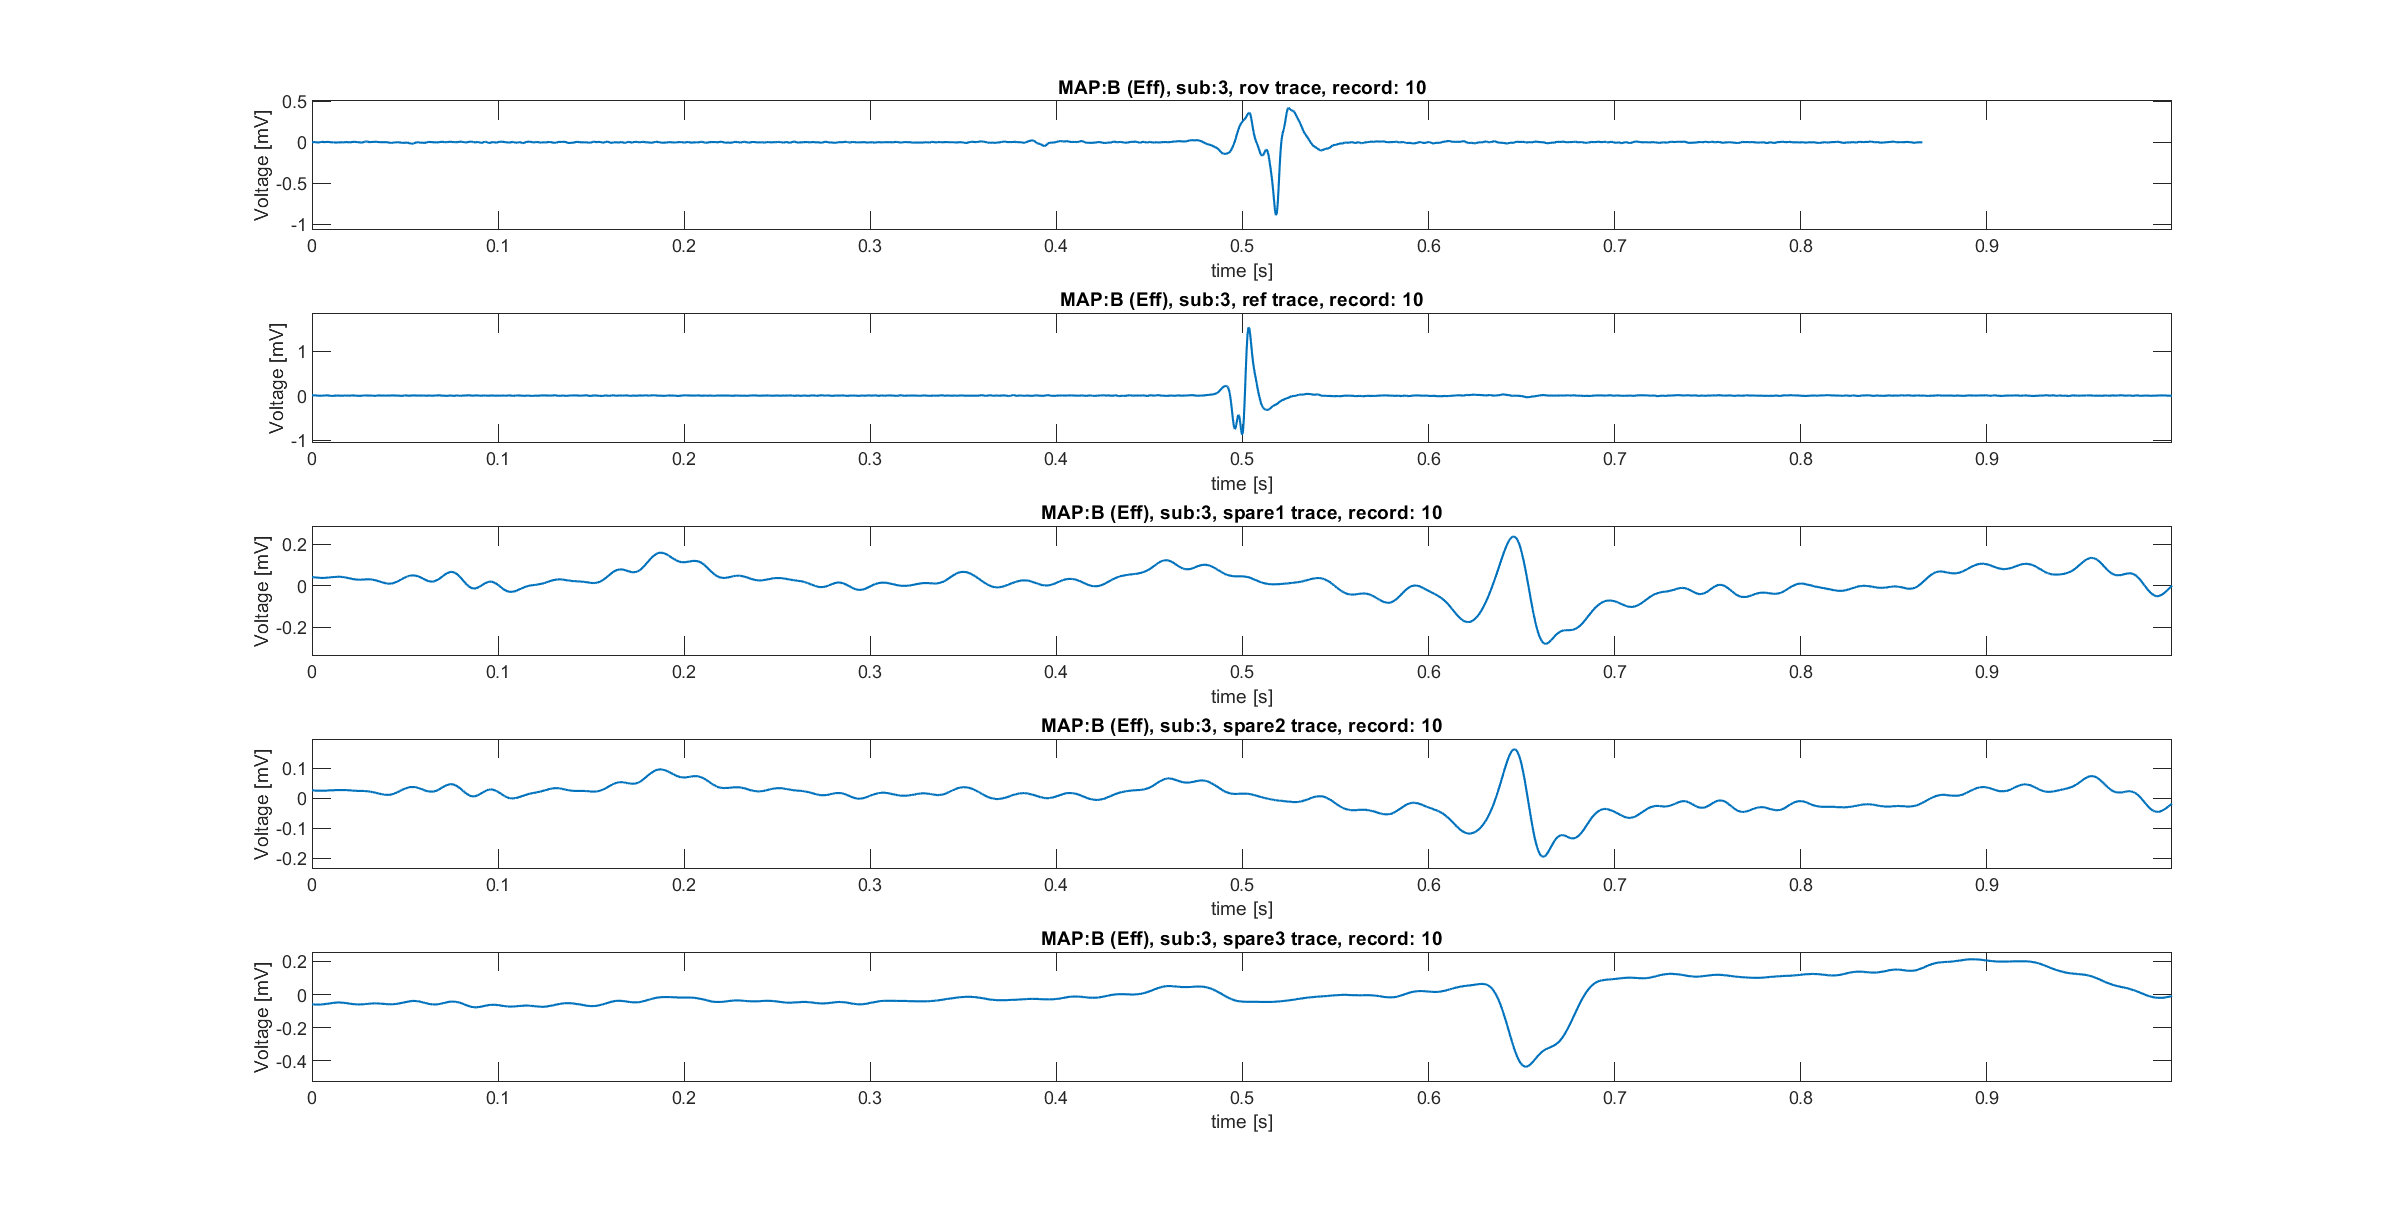 MAP:B (Eff), sub:3, rov trace, record: 10
Voltage [mV]
0.5
0
-0.5
-1
0 0.1 0.2 0.3 0.4 0.5 0.6 0.7 0.8 0.9
time [s]
MAP:B (Eff), sub:3, ref trace, record: 10
Voltage [mV]
1
0
-1
0 0.1 0.2 0.3 0.4 0.5 0.6 0.7 0.8 0.9
time [s]
MAP:B (Eff), sub:3, spare1 trace, record: 10
Voltage [mV]
0.2
0
-0.2
0 0.1 0.2 0.3 0.4 0.5 0.6 0.7 0.8 0.9
time [s]
MAP:B (Eff), sub:3, spare2 trace, record: 10
Voltage [mV]
0.1
0
-0.1
-0.2
0 0.1 0.2 0.3 0.4 0.5 0.6 0.7 0.8 0.9
time [s]
MAP:B (Eff), sub:3, spare3 trace, record: 10
Voltage [mV]
0.2
0
-0.2
-0.4
0 0.1 0.2 0.3 0.4 0.5 0.6 0.7 0.8 0.9
time [s]